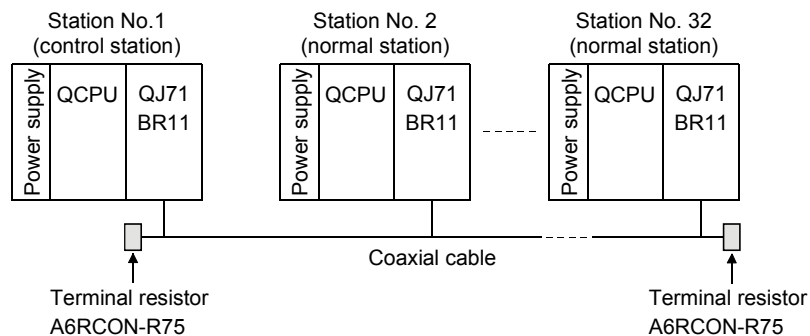 Station No.1
(control station)
Station No. 2
(normal station)
Station No. 32
(normal station)
Power supply
QCPU
QJ71
BR11
Power supply
QCPU
QJ71
BR11
Power supply
QCPU
QJ71
BR11
Coaxial cable
Terminal resistor
A6RCON-R75
Terminal resistor
A6RCON-R75